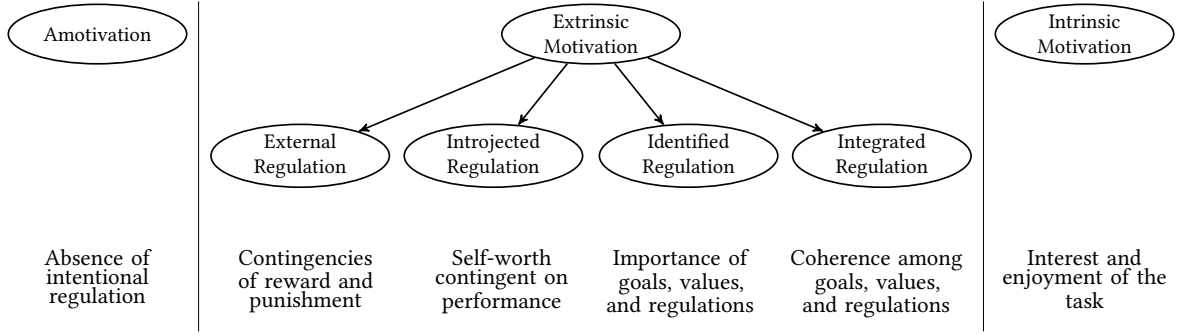 Amotivation
Extrinsic
Motivation
Intrinsic
Motivation
External
Regulation
Introjected
Regulation
Identified
Regulation
Integrated
Regulation
Absence of
intentional
regulation
Contingencies
of reward and
punishment
Self-worth
contingent on
performance
Importance of
goals, values,
and regulations
Coherence among
goals, values,
and regulations
Interest and
enjoyment of the
task